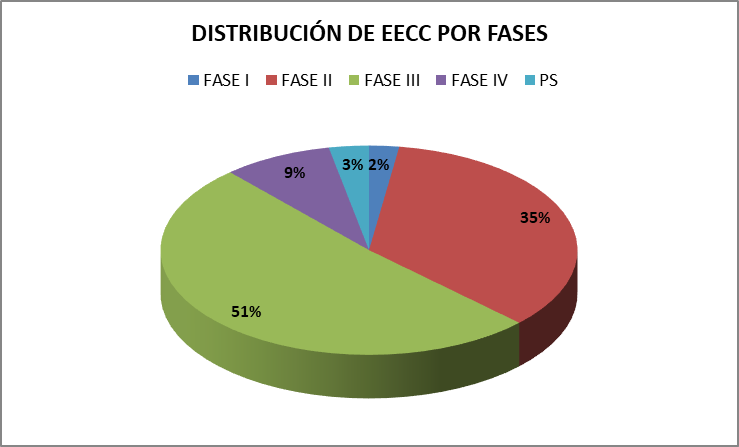 DISTRIBUCIÓN DE EECC POR FASES
FASE I FASE II FASE III FASE IV PS
3% 2%
9%
35%
51%